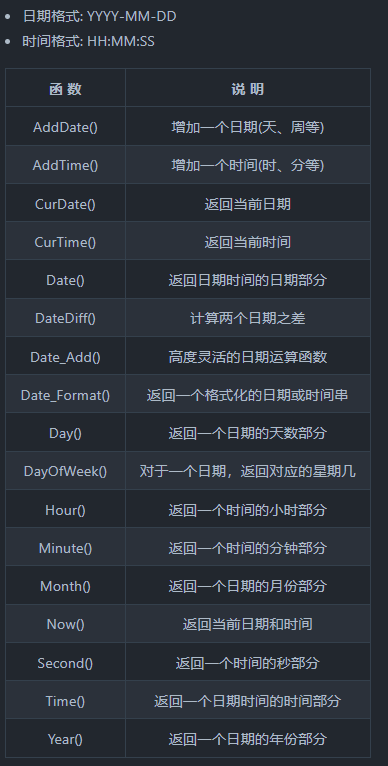 日期格式: YYYY-MM-DD
时间格式: HH:MM:SS
函 数 说 明
AddDate() 增加一个日期(天、周等)
AddTime() 增加一个时间(时、分等)
CurDate() 返回当前日期
CurTime() 返回当前时间
Date() 返回日期时间的日期部分
DateDiff() 计算两个日期之差
Date_Add() 高度灵活的日期运算函数
Date_Format() 返回一个格式化的日期或时间串
Day() 返回一个日期的天数部分
DayOfWeek() 对于一个日期，返回对应的星期几
Hour() 返回一个时间的小时部分
Minute() 返回一个时间的分钟部分
Month() 返回一个日期的月份部分
Now() 返回当前日期和时间
Second() 返回一个时间的秒部分
Time() 返回一个日期时间的时间部分
Year() 返回一个日期的年份部分